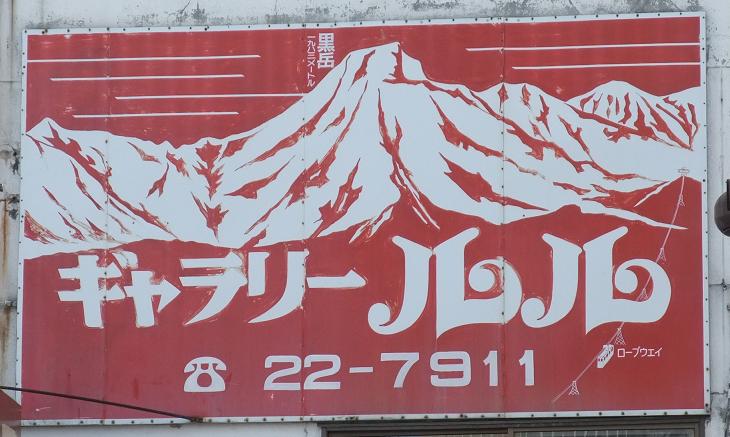 黒岳
一九八三メートル
ギャラリールル
☎ 22-7911
ロープウエイ